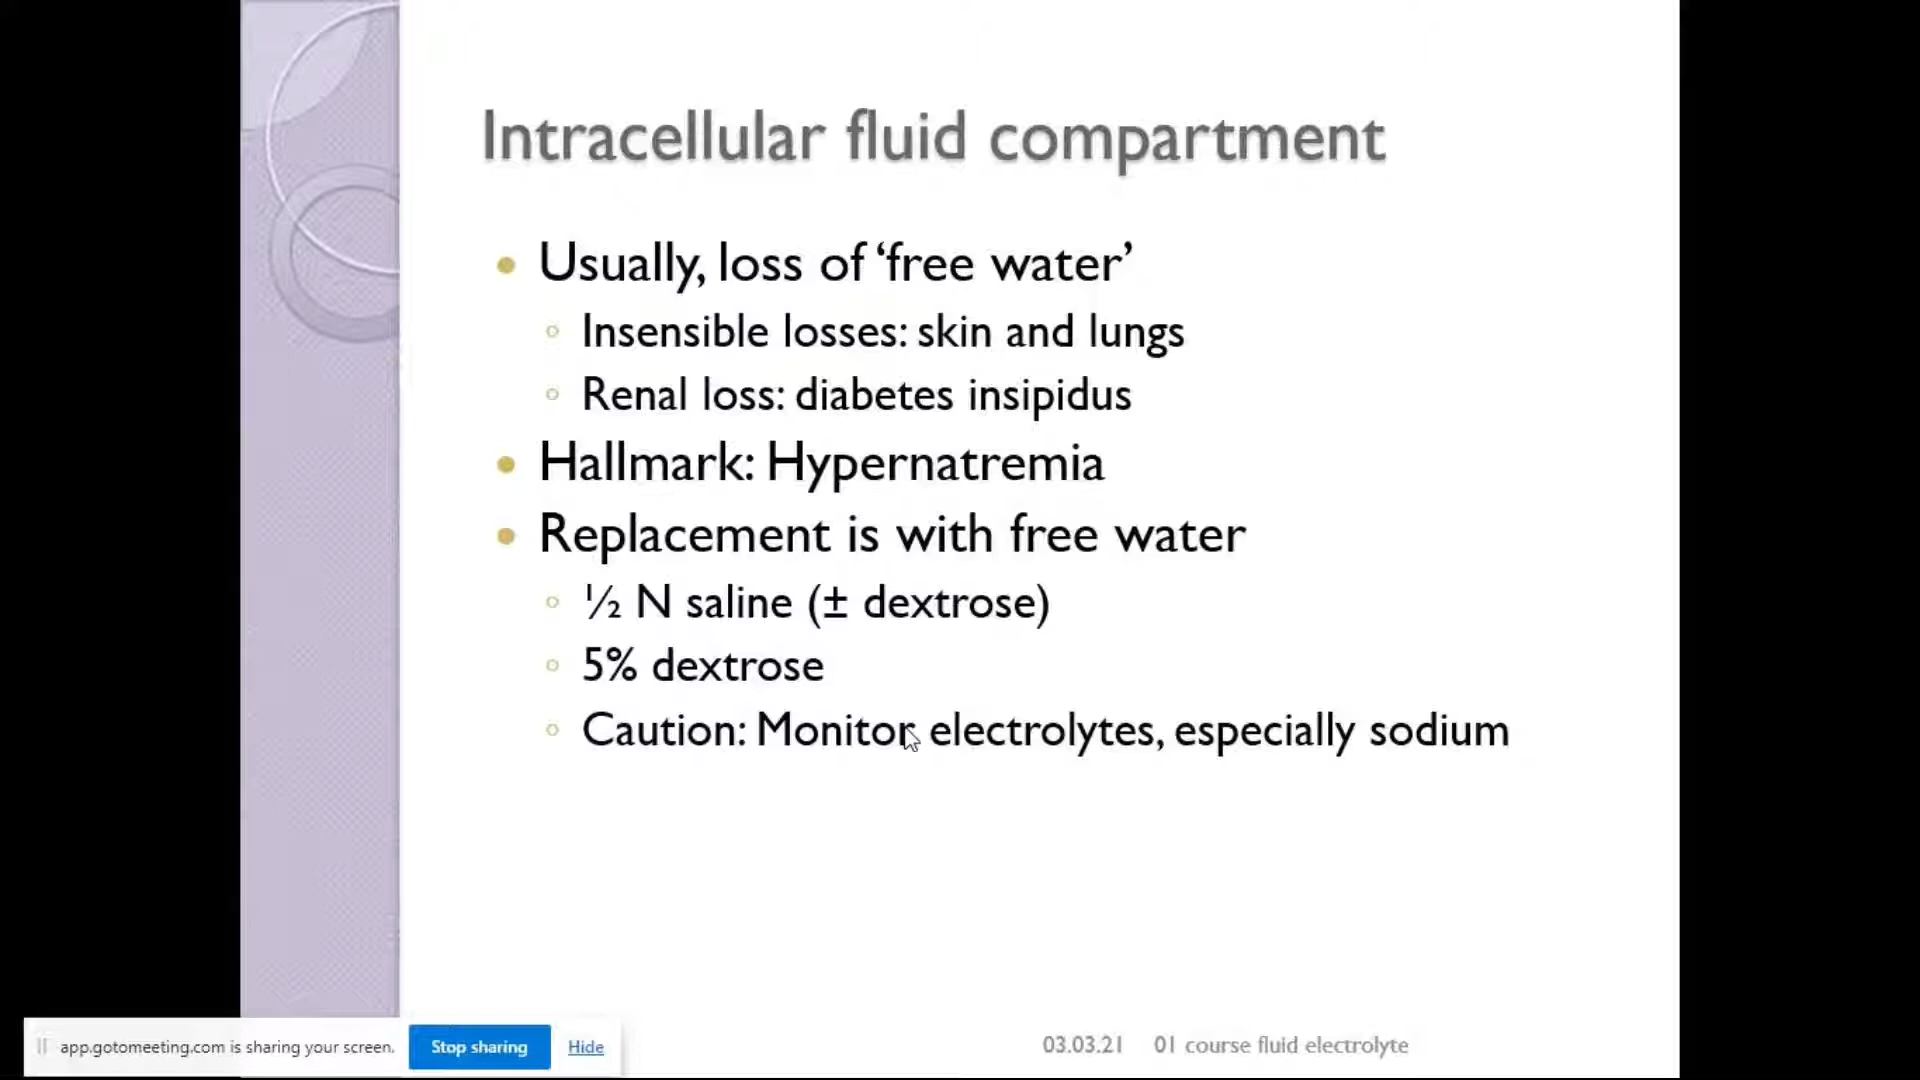 Intracellular fluid compartment
Usually, loss of ‘free water’
Insensible losses: skin and lungs
Renal loss: diabetes insipidus
Hallmark: Hypernatremia
Replacement is with free water
½ N saline (± dextrose)
5% dextrose
Caution: Monitor electrolytes, especially sodium
03.03.21 01 course fluid electrolyte
app.gotomeeting.com is sharing your screen. Stop sharing Hide